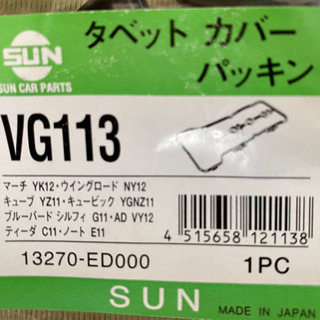 SUN
SUN CAR PARTS
タペット カバー
パッキン
VG113
マーチ YK12・ウイングロード NY12
キューブ YZ11・キュービック YGNZ11
ブルーバード シルフィ G11・AD VY12
ティーダ C11・ノート E11
4 515658 121138
13270-ED000 1PC
SUN
MADE IN JAPAN